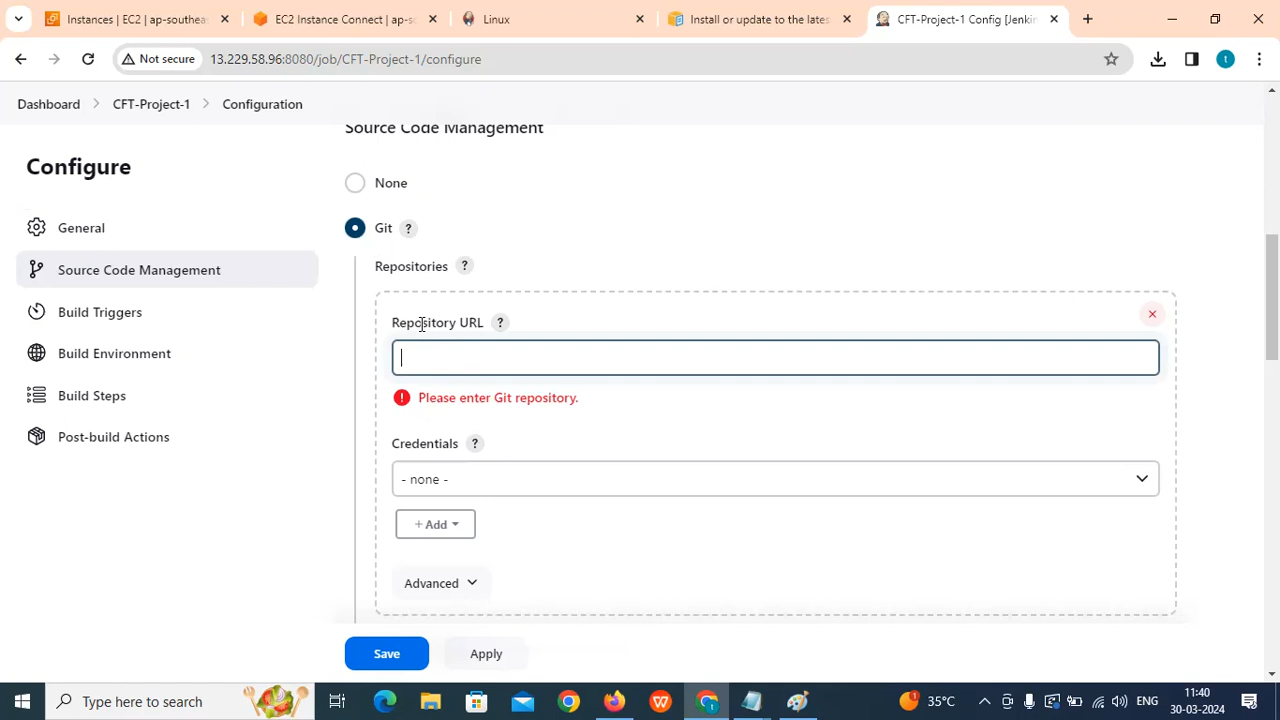 Instances | EC2 | ap-southeas
EC2 Instance Connect | ap-so
Linux
Install or update to the lates
CFT-Project-1 Config [Jenkin
Not secure
13.229.58.96:8080/job/CFT-Project-1/configure
t
Dashboard > CFT-Project-1 > Configuration
Source Code Management
Configure
None
General
Git ?
Source Code Management
Repositories ?
Build Triggers
Repository URL ?
Build Environment
Please enter Git repository.
Build Steps
Post-build Actions
Credentials ?
- none -
+ Add
Advanced
Save
Apply
Type here to search
35°C
ENG
11:40
30-03-2024